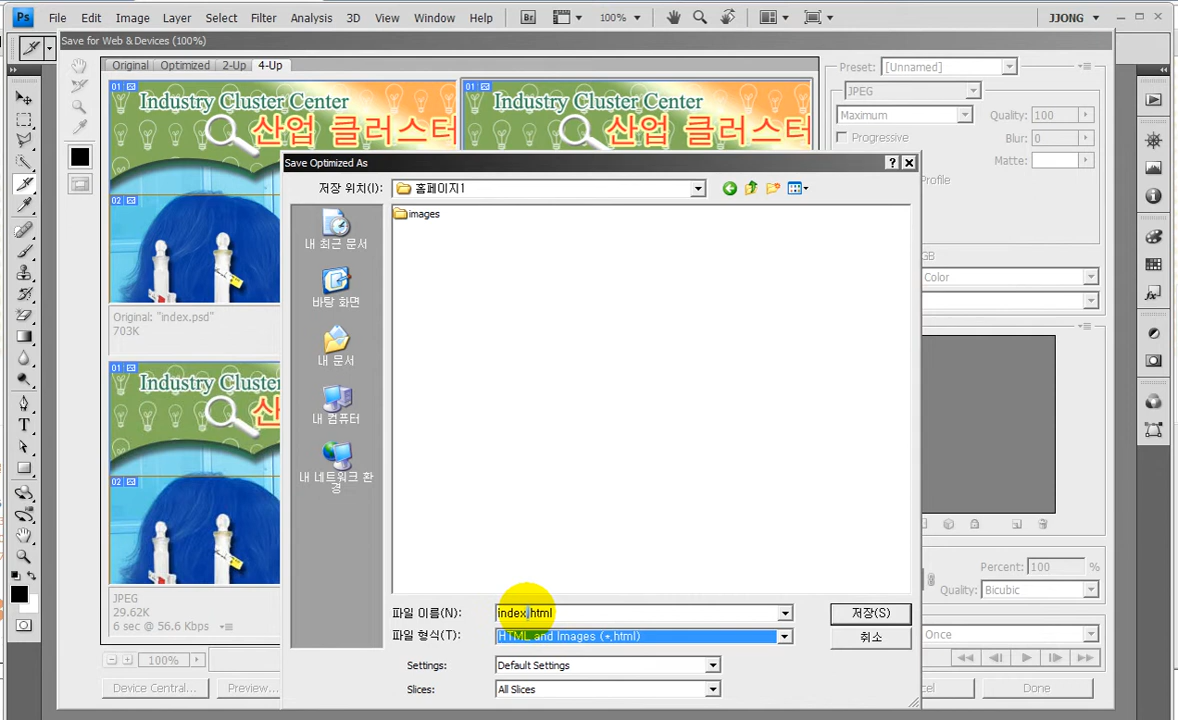 Ps File Edit Image Layer Select Filter Analysis 3D View Window Help Br 100% JJONG
Save for Web & Devices (100%)
Original Optimized 2-Up 4-Up
Preset: [Unnamed]
JPEG
Maximum Quality: 100
Progressive Blur: 0
Matte:
Profile
01 Industry Cluster Center
산업 클러스터
Industry Cluster Center
산업 클러스터
02
Original: "index.psd"
703K
01 Industry Cluster
산
02
JPEG
29.62K
6 sec @ 56.6 Kbps
Save Optimized As
저장 위치(I): 홈페이지1
images
내 최근 문서
바탕 화면
내 문서
내 컴퓨터
내 네트워크 환
경
파일 이름(N): index.html 저장(S)
파일 형식(T): HTML and Images (*.html) 취소
Settings: Default Settings
Slices: All Slices
GB
Color
Percent: 100 %
Quality: Bicubic
Once
100%
Device Central... Preview... cel Done
T